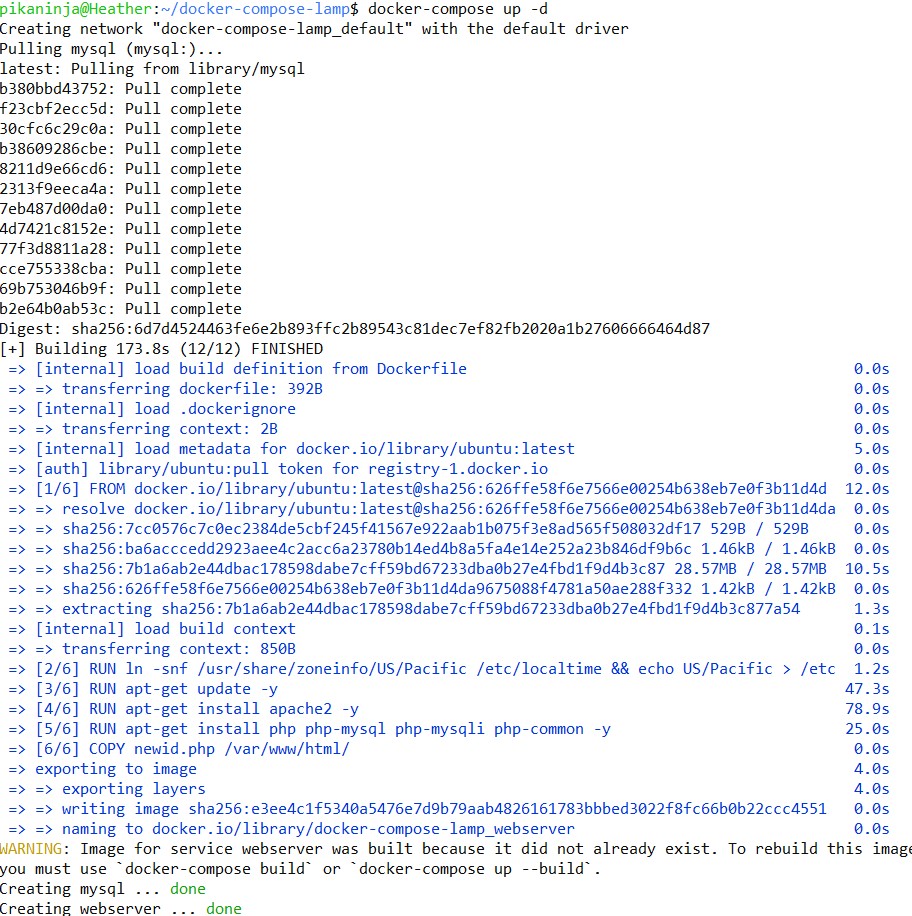 pikaninja@Heather:~/docker-compose-lamp$ docker-compose up -d
Creating network "docker-compose-lamp_default" with the default driver
Pulling mysql (mysql:)...
latest: Pulling from library/mysql
b380bbd43752: Pull complete
f23cbf2ecc5d: Pull complete
30cfc6c29c0a: Pull complete
b38609286cbe: Pull complete
8211d9e66cd6: Pull complete
2313f9eeca4a: Pull complete
7eb487d00da0: Pull complete
4d7421c8152e: Pull complete
77f3d8811a28: Pull complete
cce755338cba: Pull complete
69b753046b9f: Pull complete
b2e64b0ab53c: Pull complete
Digest: sha256:6d7d4524463fe6e2b893ffc2b89543c81dec7ef82fb2020a1b27606666464d87
[+] Building 173.8s (12/12) FINISHED
=> [internal] load build definition from Dockerfile 0.0s
=> => transferring dockerfile: 392B 0.0s
=> [internal] load .dockerignore 0.0s
=> => transferring context: 2B 0.0s
=> [internal] load metadata for docker.io/library/ubuntu:latest 5.0s
=> [auth] library/ubuntu:pull token for registry-1.docker.io 0.0s
=> [1/6] FROM docker.io/library/ubuntu:latest@sha256:626ffe58f6e7566e00254b638eb7e0f3b11d4d 12.0s
=> => resolve docker.io/library/ubuntu:latest@sha256:626ffe58f6e7566e00254b638eb7e0f3b11d4da 0.0s
=> => sha256:7cc0576c7c0ec2384de5cbf245f41567e922aab1b075f3e8ad565f508032df17 529B / 529B 0.0s
=> => sha256:ba6acccedd2923aee4c2acc6a23780b14ed4b8a5fa4e14e252a23b846df9b6c 1.46kB / 1.46kB 0.0s
=> => sha256:7b1a6ab2e44dbac178598dabe7cff59bd67233dba0b27e4fbd1f9d4b3c87 28.57MB / 28.57MB 10.5s
=> => sha256:626ffe58f6e7566e00254b638eb7e0f3b11d4da9675088f4781a50ae288f332 1.42kB / 1.42kB 0.0s
=> => extracting sha256:7b1a6ab2e44dbac178598dabe7cff59bd67233dba0b27e4fbd1f9d4b3c877a54 1.3s
=> [internal] load build context 0.1s
=> => transferring context: 850B 0.0s
=> [2/6] RUN ln -snf /usr/share/zoneinfo/US/Pacific /etc/localtime && echo US/Pacific > /etc 1.2s
=> [3/6] RUN apt-get update -y 47.3s
=> [4/6] RUN apt-get install apache2 -y 78.9s
=> [5/6] RUN apt-get install php php-mysql php-mysqli php-common -y 25.0s
=> [6/6] COPY newid.php /var/www/html/ 0.0s
=> exporting to image 4.0s
=> => exporting layers 4.0s
=> => writing image sha256:e3ee4c1f5340a5476e7d9b79aab4826161783bbbed3022f8fc66b0b22ccc4551 0.0s
=> => naming to docker.io/library/docker-compose-lamp_webserver 0.0s
WARNING: Image for service webserver was built because it did not already exist. To rebuild this image
you must use `docker-compose build` or `docker-compose up --build`.
Creating mysql ... done
Creating webserver ... done